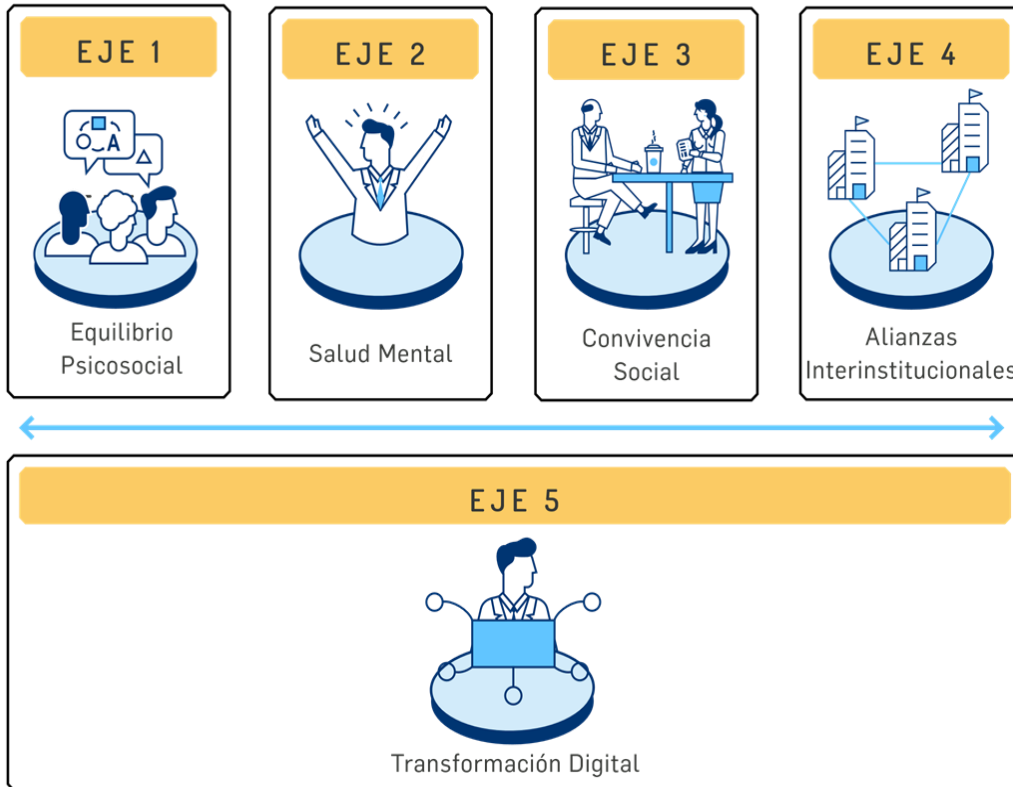 EJE 1
EJE 2
EJE 3
EJE 4
A
Equilibrio
Psicosocial
Salud Mental
Convivencia
Social
Alianzas
Interinstitucionales
EJE 5
Transformación Digital